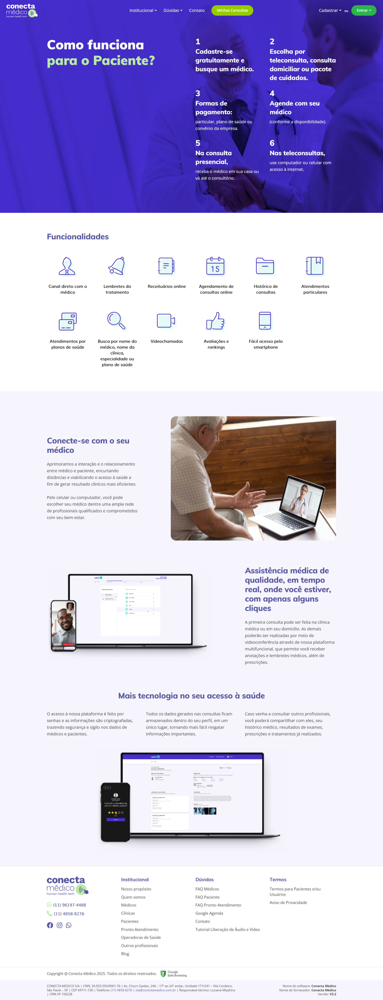 conecta
médico
human health tech
Institucional
Dúvidas
Contato
Minhas Consultas
Cadastrar
ou
Entrar
Como funciona
para o Paciente?
1
Cadastre-se
gratuitamente e
busque um médico.
2
Escolha por
teleconsulta, consulta
domiciliar ou pacote
de cuidados.
3
Formas de
pagamento:
particular, plano de saúde ou
convênio da empresa.
4
Agende com seu
médico
(conforme a disponibilidade).
5
Na consulta
presencial,
receba o médico em sua casa ou
vá até o consultório.
6
Nas teleconsultas,
use computador ou celular com
acesso à internet.
Funcionalidades
Canal direto com o
médico
Lembretes do
tratamento
Receituários online
15
Agendamento de
consultas online
Histórico de
consultas
Atendimentos
particulares
Atendimentos por
planos de saúde
Busca por nome do
médico, nome da
clínica,
especialidade ou
plano de saúde
Videochamadas
Avaliações e
rankings
Fácil acesso pelo
smartphone
Conecte-se com o seu
médico
Aprimoramos a interação e o relacionamento
entre médico e paciente, encurtando
distâncias e viabilizando o acesso à saúde a
fim de gerar resultado clínicos mais eficientes.
Pelo celular ou computador, você pode
escolher seu médico dentre uma ampla rede
de profissionais qualificados e comprometidos
com seu bem-estar.
Assistência médica de
qualidade, em tempo
real, onde você estiver,
com apenas alguns
cliques
A primeira consulta pode ser feita na clínica
médica ou em seu domicílio. As demais
poderão ser realizadas por meio de
videoconferência através de nossa plataforma
multifuncional, que permite você receber
anotações e lembretes médicos, além de
prescrições.
Mais tecnologia no seu acesso à saúde
O acesso à nossa plataforma é feito por
senhas e as informações são criptografadas,
trazendo segurança e sigilo nos dados de
médicos e pacientes.
Todos os dados gerados nas consultas ficam
armazenados dentro do seu perfil, em um
único lugar, tornando mais fácil resgatar
informações importantes.
Caso venha a consultar outros profissionais,
você poderá compartilhar com eles, seu
histórico médico, resultados de exames,
prescrições e tratamentos já realizados.
Ortopedia
Como foi o atendimento
com Dr. Médico Josival?
conecta
médico
human health tech
(11) 96197-4488
(11) 4858-8276
Institucional
Nosso propósito
Quem somos
Médicos
Clínicas
Pacientes
Pronto Atendimento
Operadoras de Saúde
Outros profissionais
Blog
Dúvidas
FAQ Médicos
FAQ Paciente
FAQ Pronto Atendimento
Google Agenda
Contato
Tutorial Liberação de Áudio e Vídeo
Termos
Termos para Pacientes e/ou
Usuários
Aviso de Privacidade
Copyright @ Conecta Médico 2025. Todos os direitos reservados.
Google
Safe Browsing
CONECTA MEDICO S/A | CNPJ: 34.053.593/0001-76 | Av. Chucri Zaidan, 246 – 17º ao 24º andar, Unidade 171/241 – Vila Cordeiro,
São Paulo – SP | CEP 04711-130 | Telefone: (11) 4858-8276 | ola@conectamedico.com.br | Responsável técnico: Luciana Miyahira
| CRM-SP 156228
Nome do software: Conecta Médico
Nome do fornecedor: Conecta Médico
Versão: V3.2